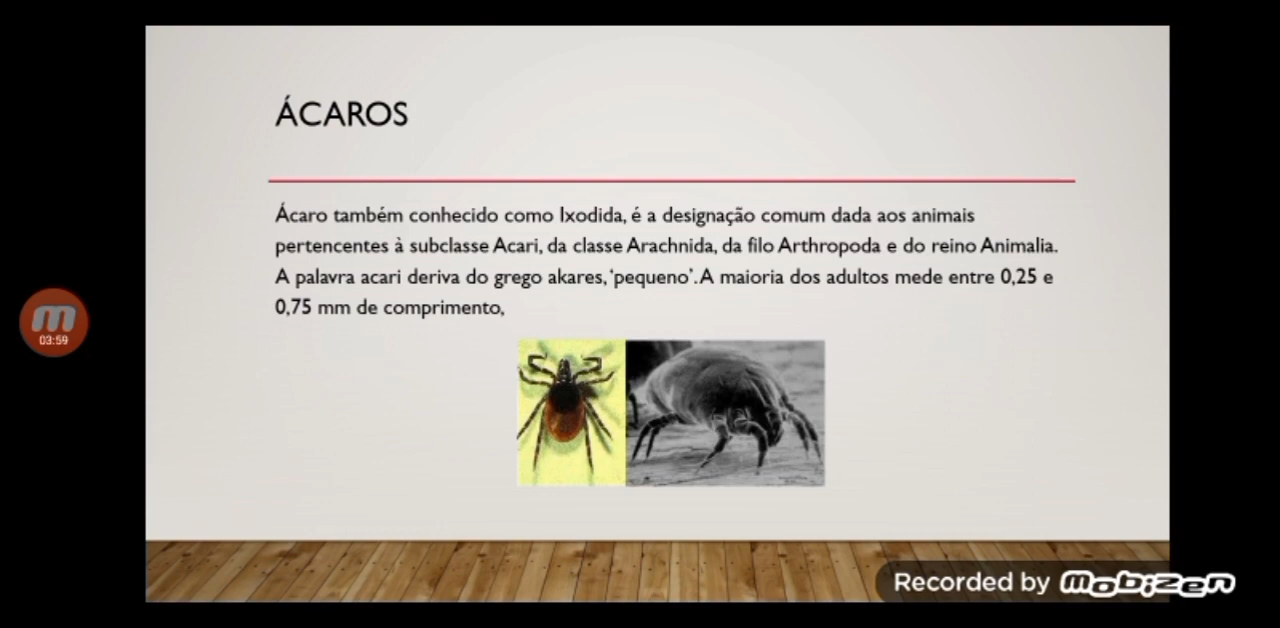 ÁCAROS
Ácaro também conhecido como Ixodida, é a designação comum dada aos animais
pertencentes à subclasse Acari, da classe Arachnida, da filo Arthropoda e do reino Animalia.
A palavra acari deriva do grego akares, ‘pequeno’. A maioria dos adultos mede entre 0,25 e
0,75 mm de comprimento,
m
03:59
Recorded by mobizen